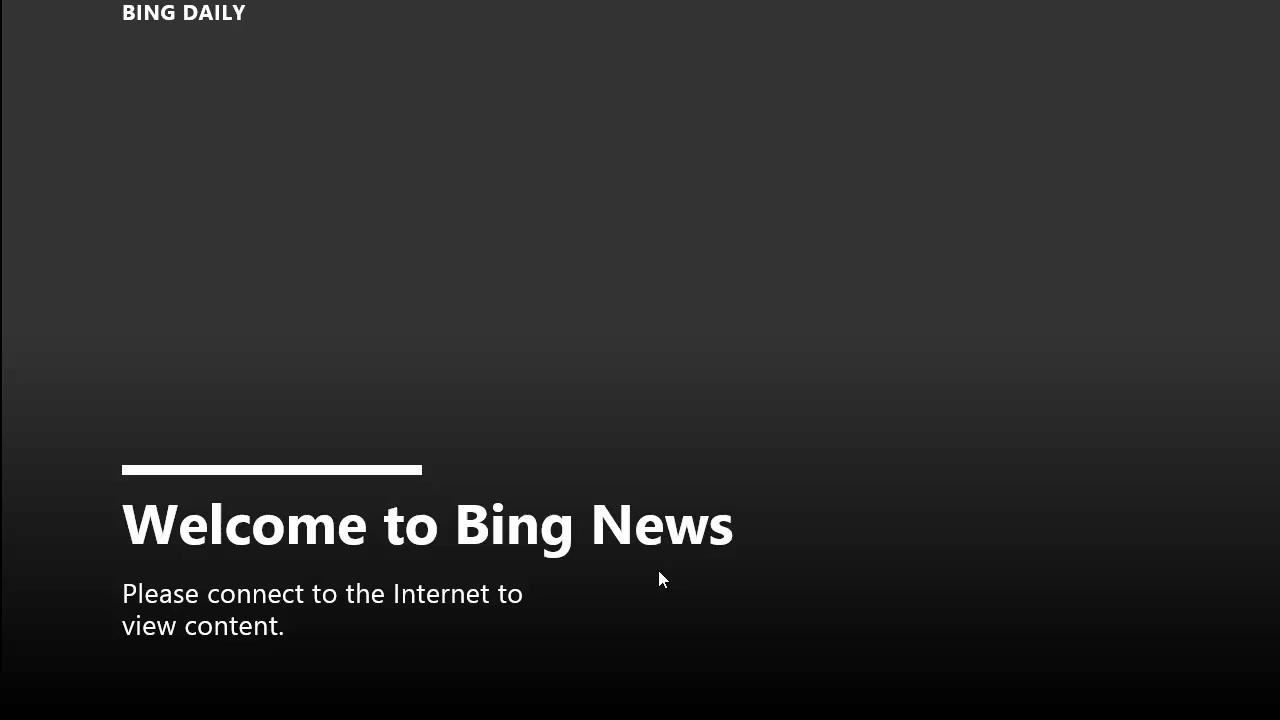 BING DAILY
Welcome to Bing News
Please connect to the Internet to
view content.